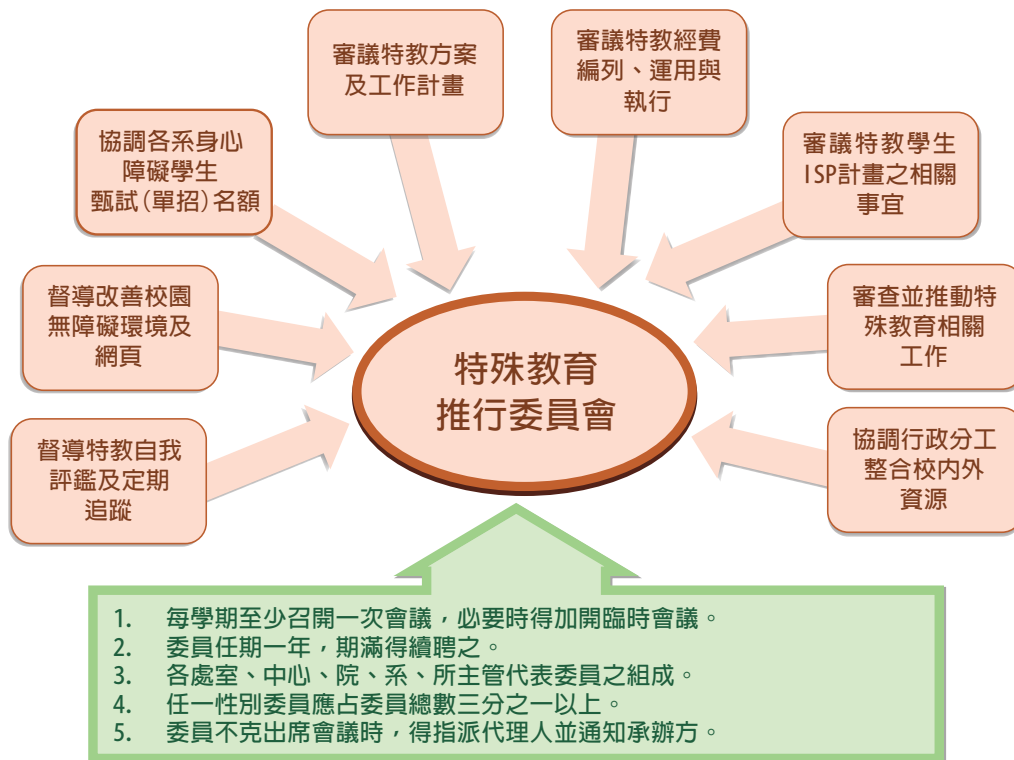 審議特教方案
及工作計畫
審議特教經費
編列、運用與
執行
協調各系身心
障礙學生
甄試(單招)名額
審議特教學生
ISP計畫之相關
事宜
督導改善校園
無障礙環境及
網頁
審查並推動特
殊教育相關
工作
特殊教育
推行委員會
督導特教自我
評鑑及定期
追蹤
協調行政分工
整合校內外
資源
1. 每學期至少召開一次會議，必要時得加開臨時會議。
2. 委員任期一年，期滿得續聘之。
3. 各處室、中心、院、系、所主管代表委員之組成。
4. 任一性別委員應占委員總數三分之一以上。
5. 委員不克出席會議時，得指派代理人並通知承辦方。